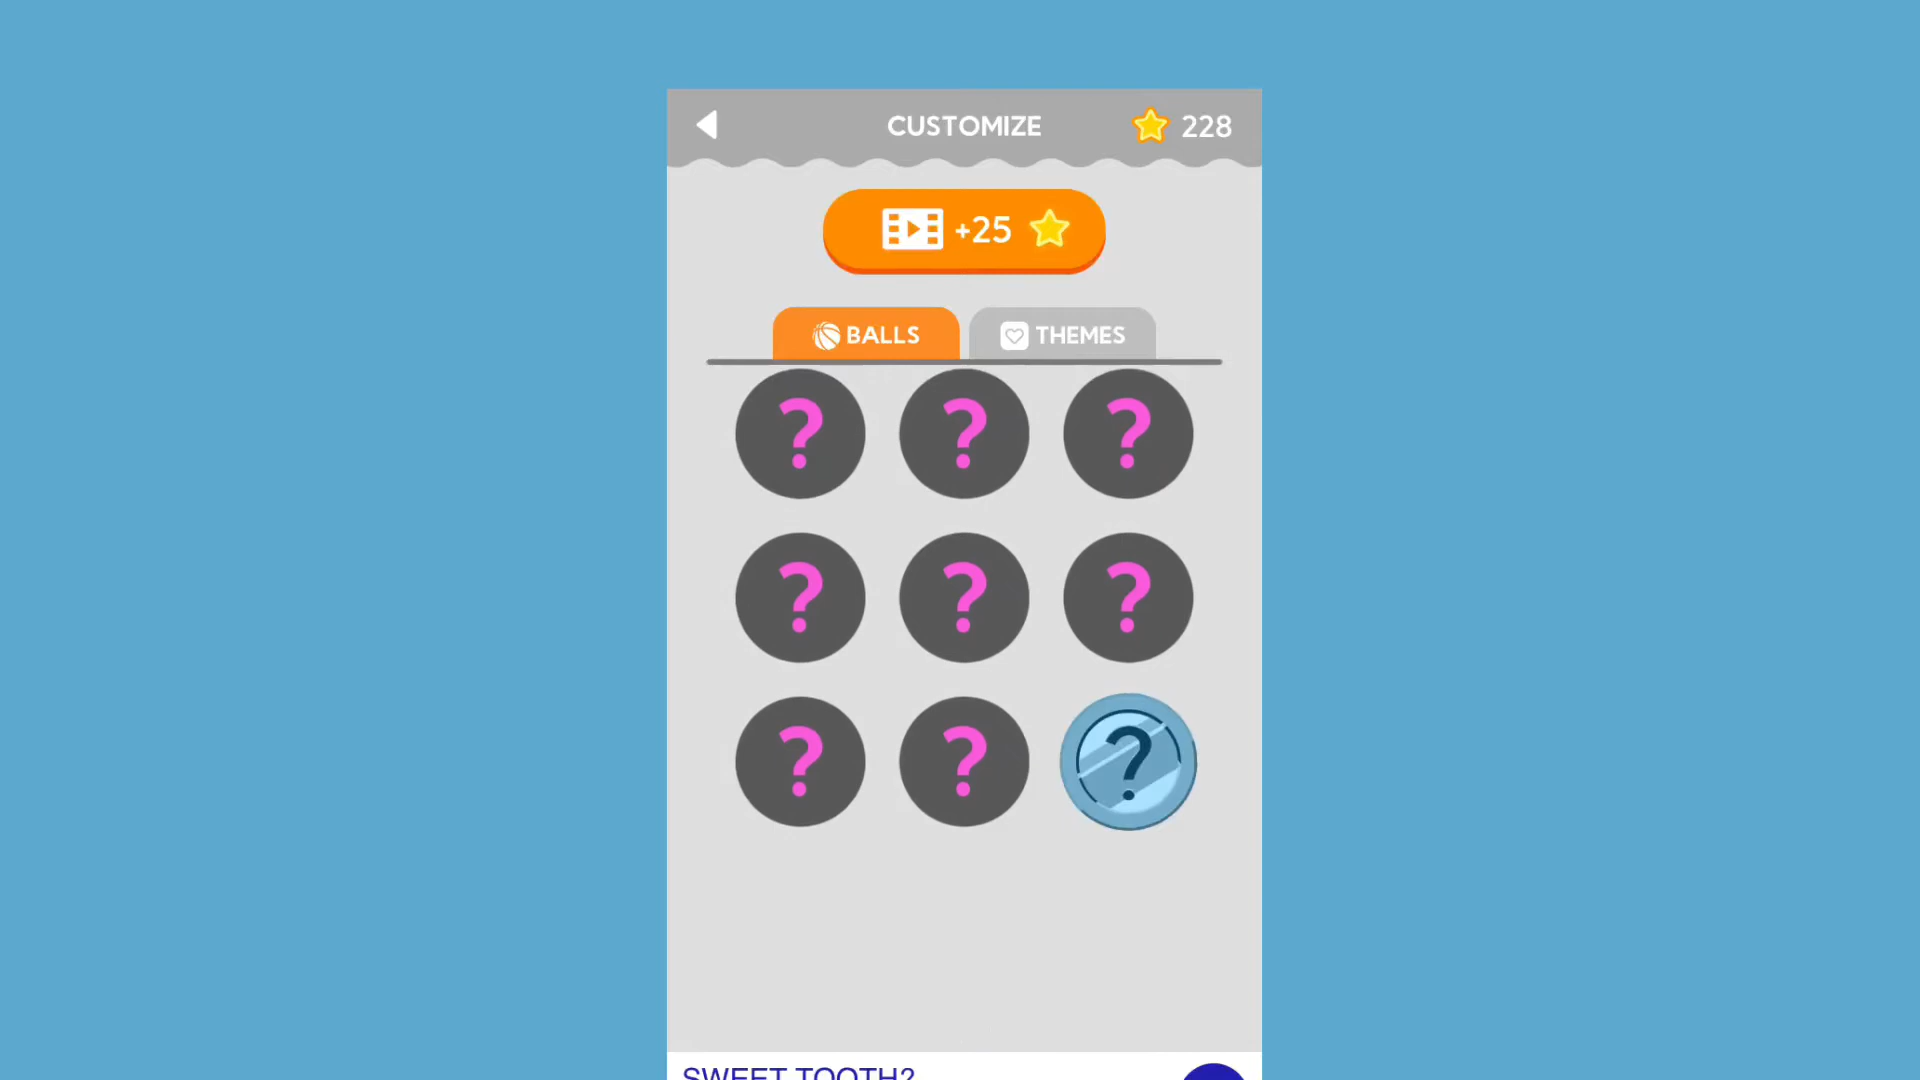 CUSTOMIZE 228
+25
BALLS THEMES
? ? ?
? ? ?
? ? ?
SWEET TOOTH?